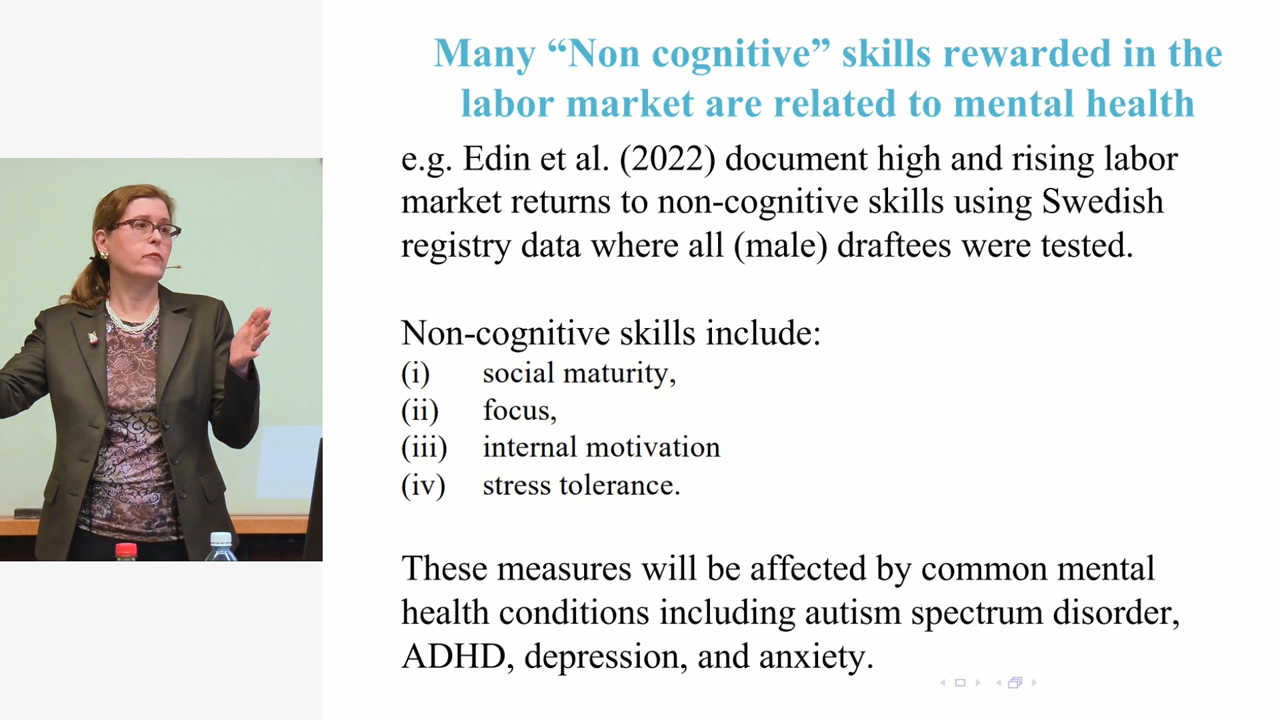 Many “Non cognitive” skills rewarded in the
labor market are related to mental health
e.g. Edin et al. (2022) document high and rising labor
market returns to non-cognitive skills using Swedish
registry data where all (male) draftees were tested.
Non-cognitive skills include:
(i) social maturity,
(ii) focus,
(iii) internal motivation
(iv) stress tolerance.
These measures will be affected by common mental
health conditions including autism spectrum disorder,
ADHD, depression, and anxiety.